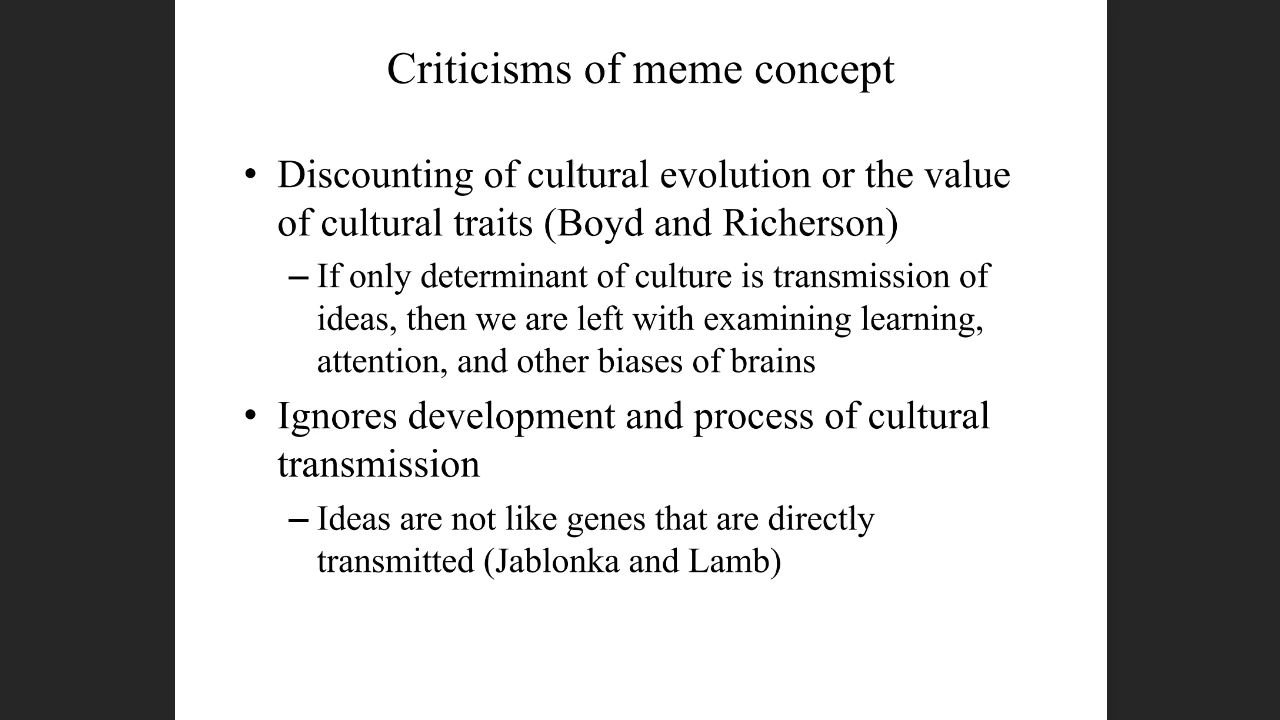 Criticisms of meme concept
• Discounting of cultural evolution or the value
of cultural traits (Boyd and Richerson)
– If only determinant of culture is transmission of
ideas, then we are left with examining learning,
attention, and other biases of brains
• Ignores development and process of cultural
transmission
– Ideas are not like genes that are directly
transmitted (Jablonka and Lamb)